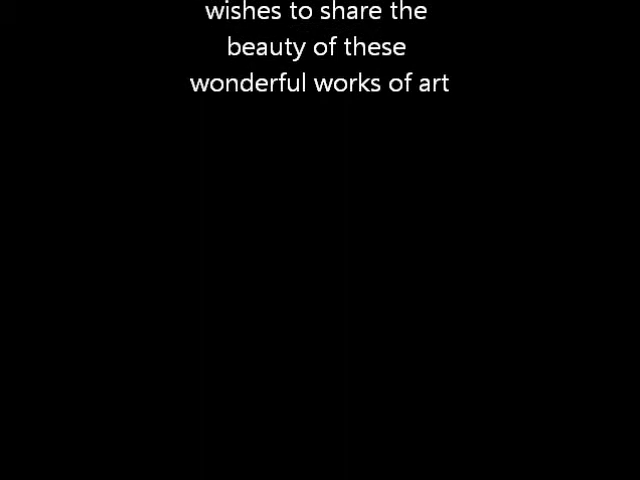 wishes to share the
beauty of these
wonderful works of art